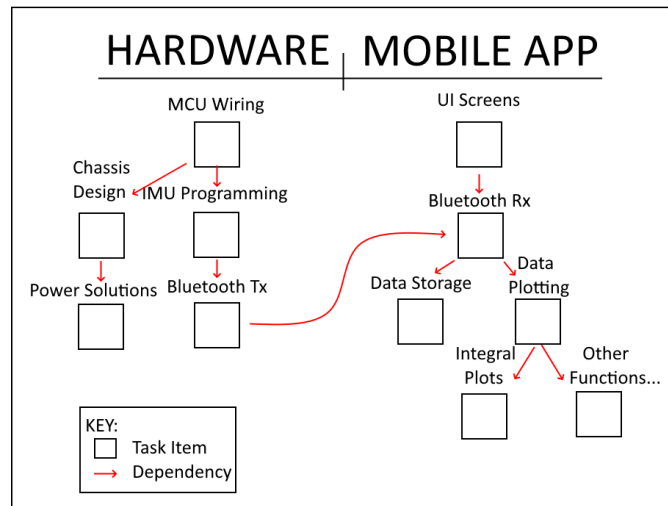 HARDWARE
MOBILE APP
MCU Wiring
UI Screens
Chassis
Design
IMU Programming
Bluetooth Rx
Power Solutions
Bluetooth Tx
Data Storage
Data
Plotting
Integral
Plots
Other
Functions...
KEY:
Task Item
Dependency